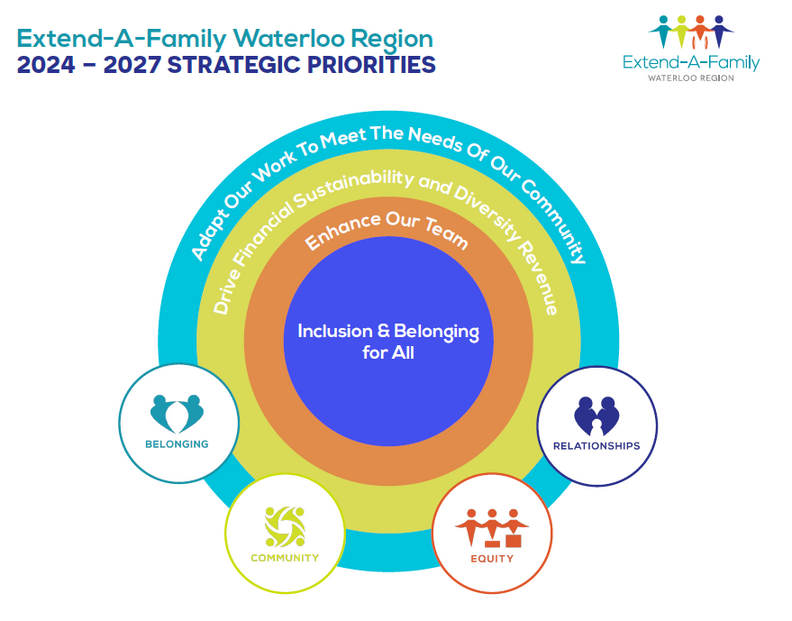 Extend-A-Family Waterloo Region
2024 – 2027 STRATEGIC PRIORITIES
Extend-A-Family
WATERLOO REGION
Adapt Our Work To Meet The Needs Of Our Community
Drive Financial Sustainability and Diversity Revenue
Enhance Our Team
Inclusion & Belonging
for All
BELONGING
RELATIONSHIPS
COMMUNITY
EQUITY